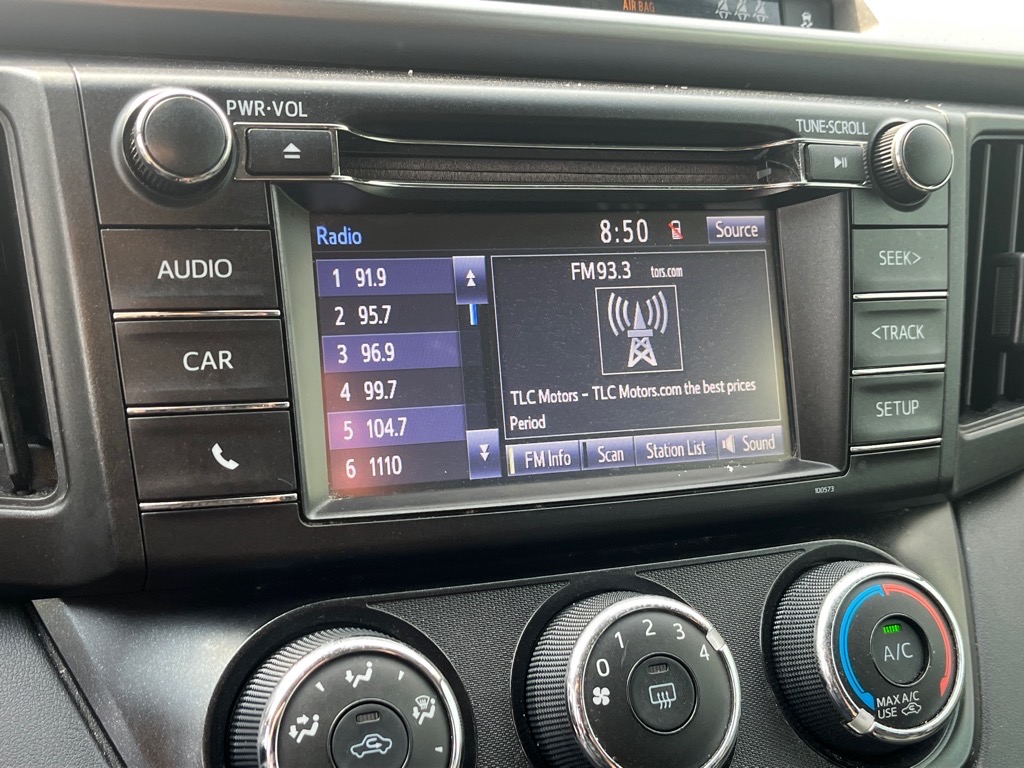 AIR BAG
PWR·VOL
TUNE·SCROLL
AUDIO
CAR
Radio
8:50
Source
1 91.9
2 95.7
3 96.9
4 99.7
5 104.7
6 1110
FM93.3 tors.com
TLC Motors - TLC Motors.com the best prices
Period
FM Info
Scan
Station List
Sound
SEEK>
<TRACK
SETUP
100573
0 1 2 3 4
A/C
MAX A/C
USE